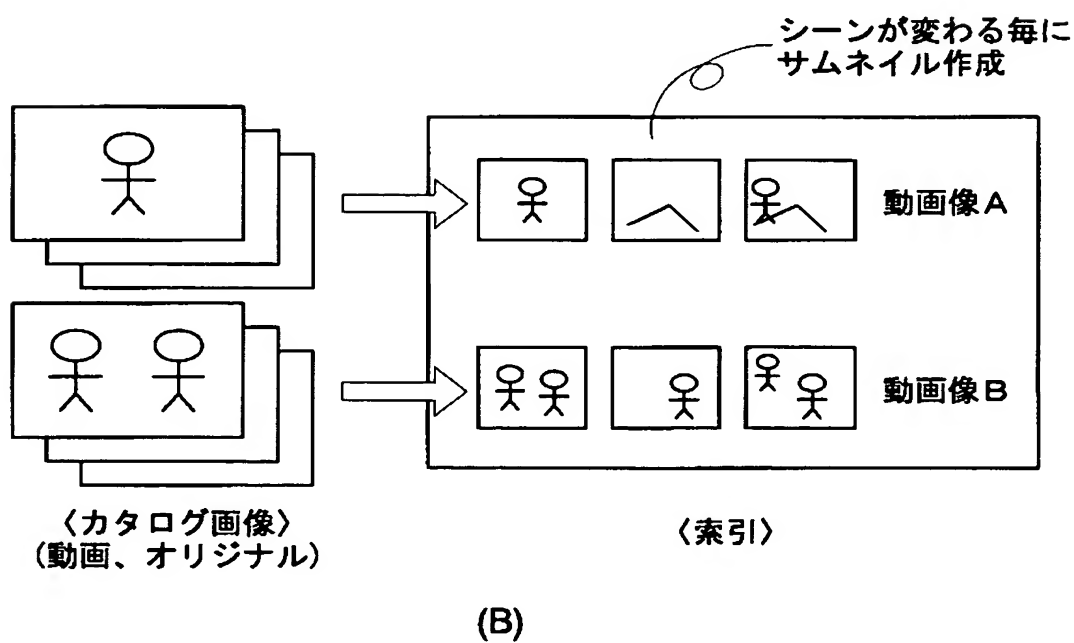 シーンが変わる毎に
サムネイル作成
動画像A
動画像B
〈カタログ画像〉
(動画、オリジナル)
〈索引〉
(B)